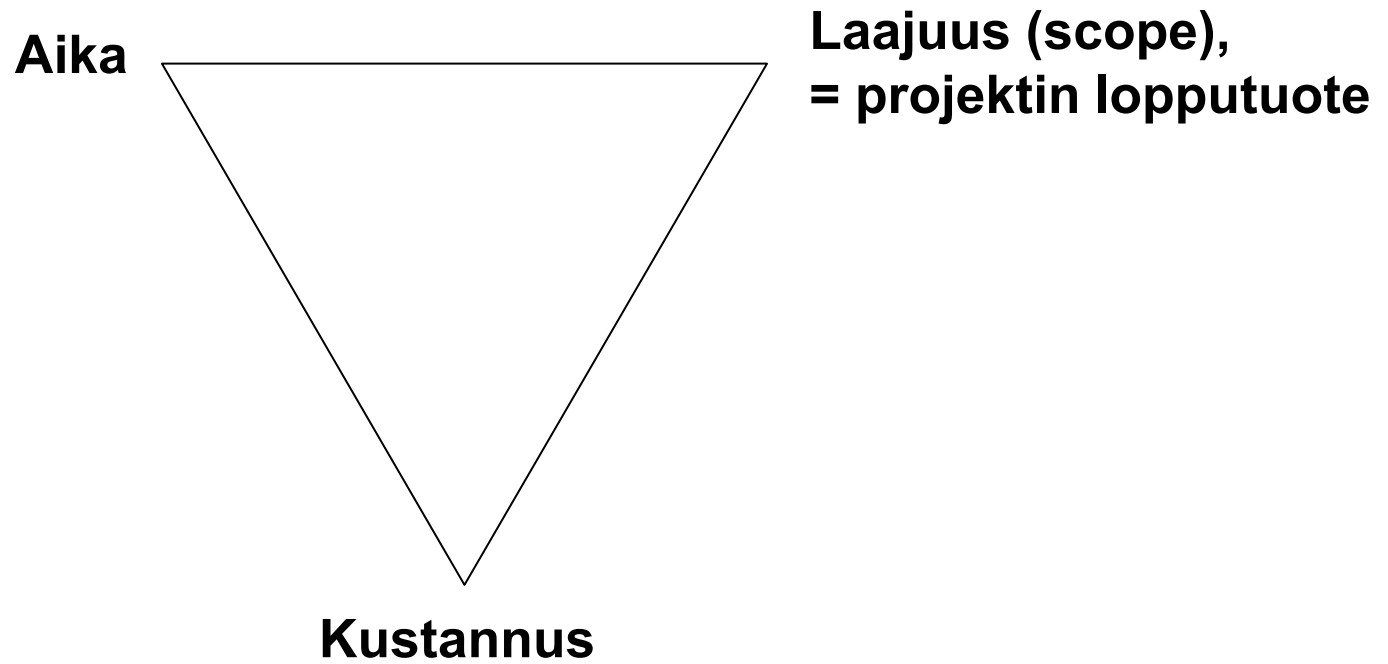 Aika
Laajuus (scope),
= projektin lopputuote
Kustannus